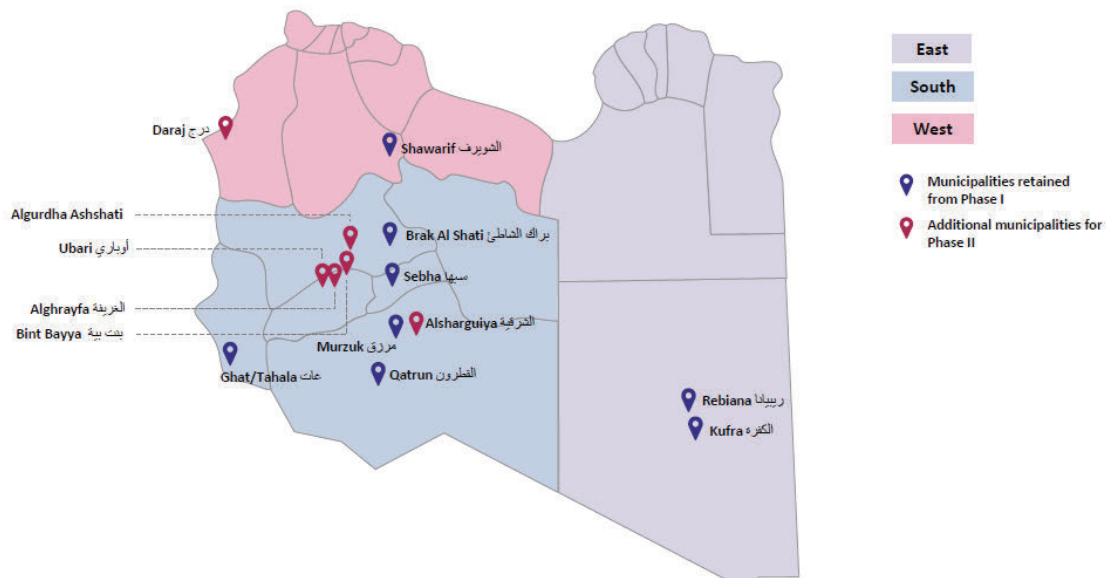 East
South
West
Municipalities retained
from Phase I
Additional municipalities for
Phase II
Daraj درج
Shawarif الشويرف
Algurdha Ashshati
Ubari أوباري
Alghrayfa الغريفة
Bint Bayya بنت بية
Brak Al Shati براك الشاطئ
Sebha سبها
Alsharguiya الشرقية
Murzuk مرزق
Ghat/Tahala غات
Qatrun القطرون
Rebiana ريبيانا
Kufra الكفرة